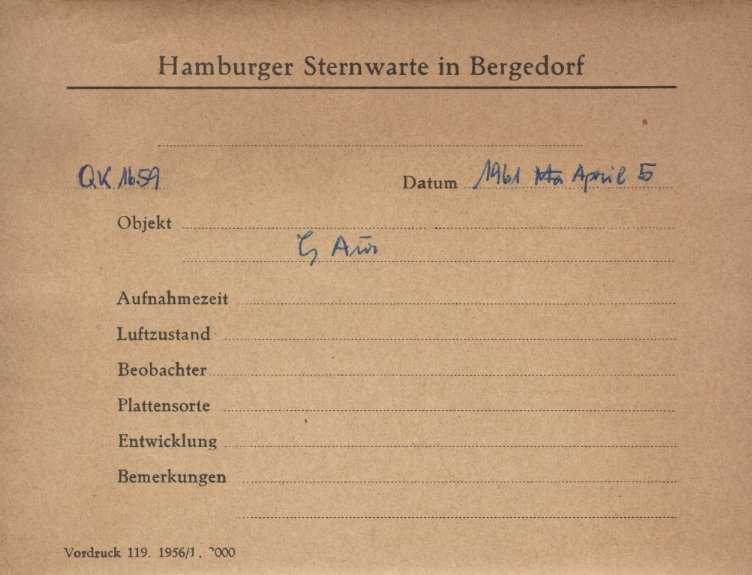 Hamburger Sternwarte in Bergedorf
QK 1659
Datum 1961 Ma April 5
Objekt
ζ Aur
Aufnahmezeit
Luftzustand
Beobachter
Plattensorte
Entwicklung
Bemerkungen
Vordruck 119. 1956/1, 2000